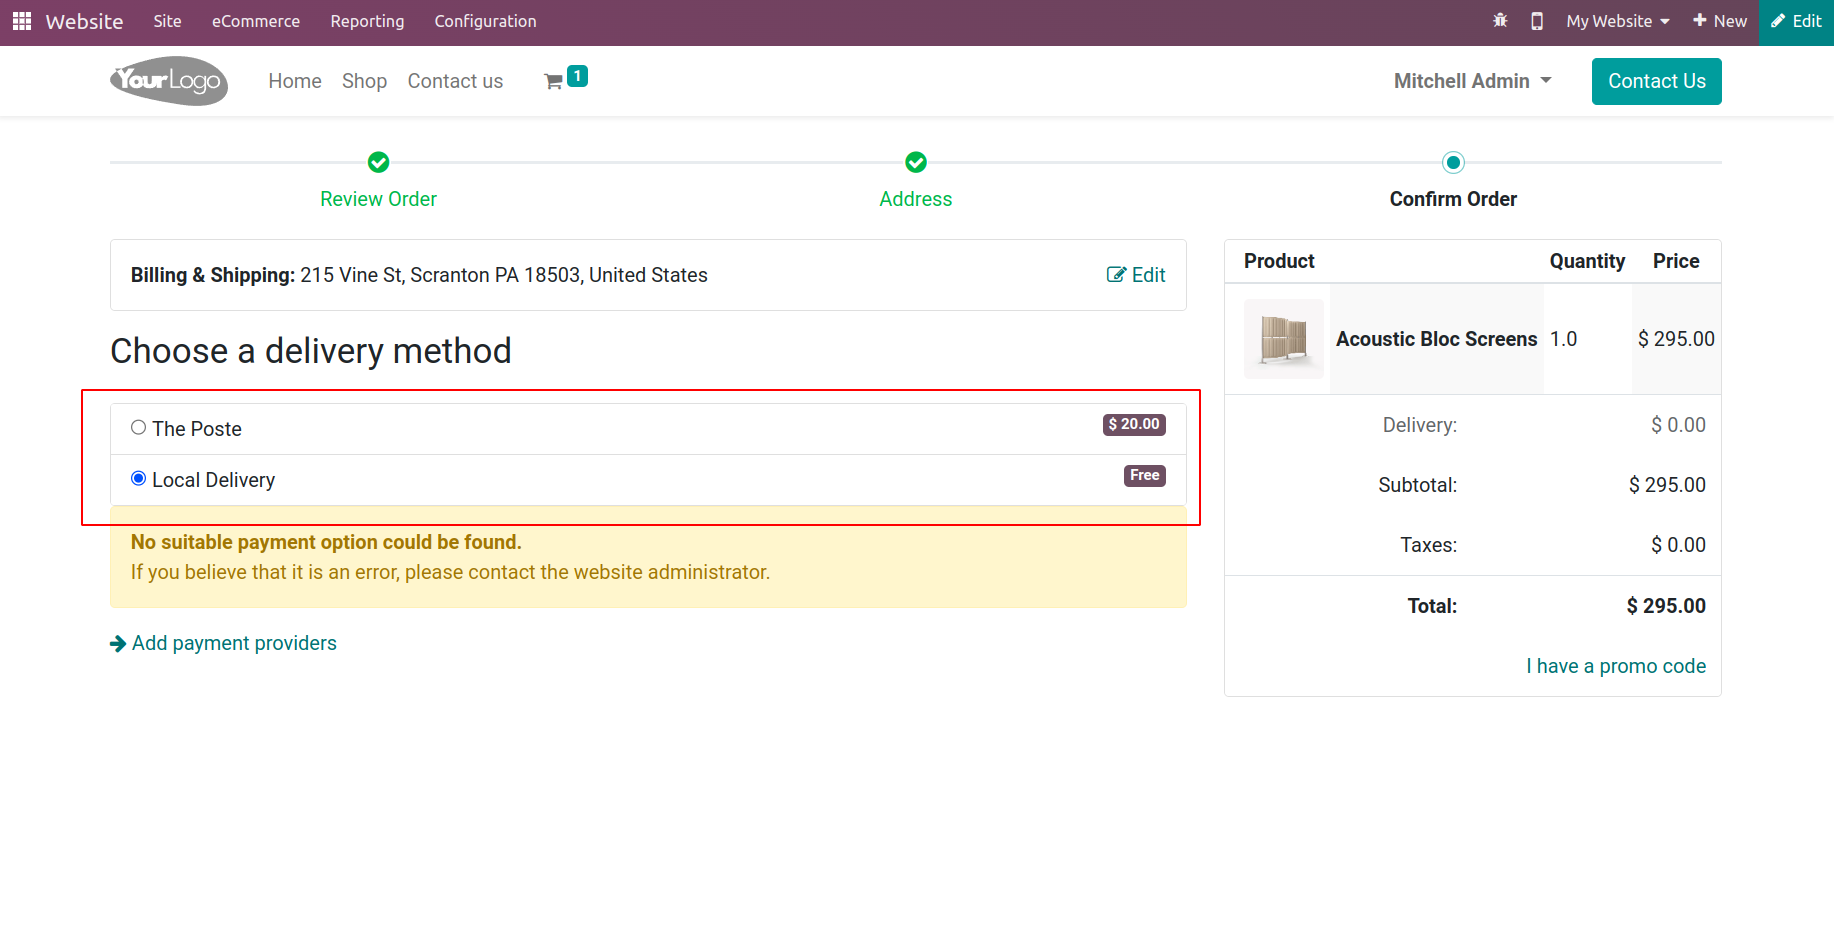 Website Site eCommerce Reporting Configuration My Website New Edit
YourLogo Home Shop Contact us 1 Mitchell Admin Contact Us
Review Order Address Confirm Order
Billing & Shipping: 215 Vine St, Scranton PA 18503, United States Edit
Choose a delivery method
The Poste $ 20.00
Local Delivery Free
No suitable payment option could be found.
If you believe that it is an error, please contact the website administrator.
Add payment providers
Product Quantity Price
Acoustic Bloc Screens 1.0 $ 295.00
Delivery: $ 0.00
Subtotal: $ 295.00
Taxes: $ 0.00
Total: $ 295.00
I have a promo code